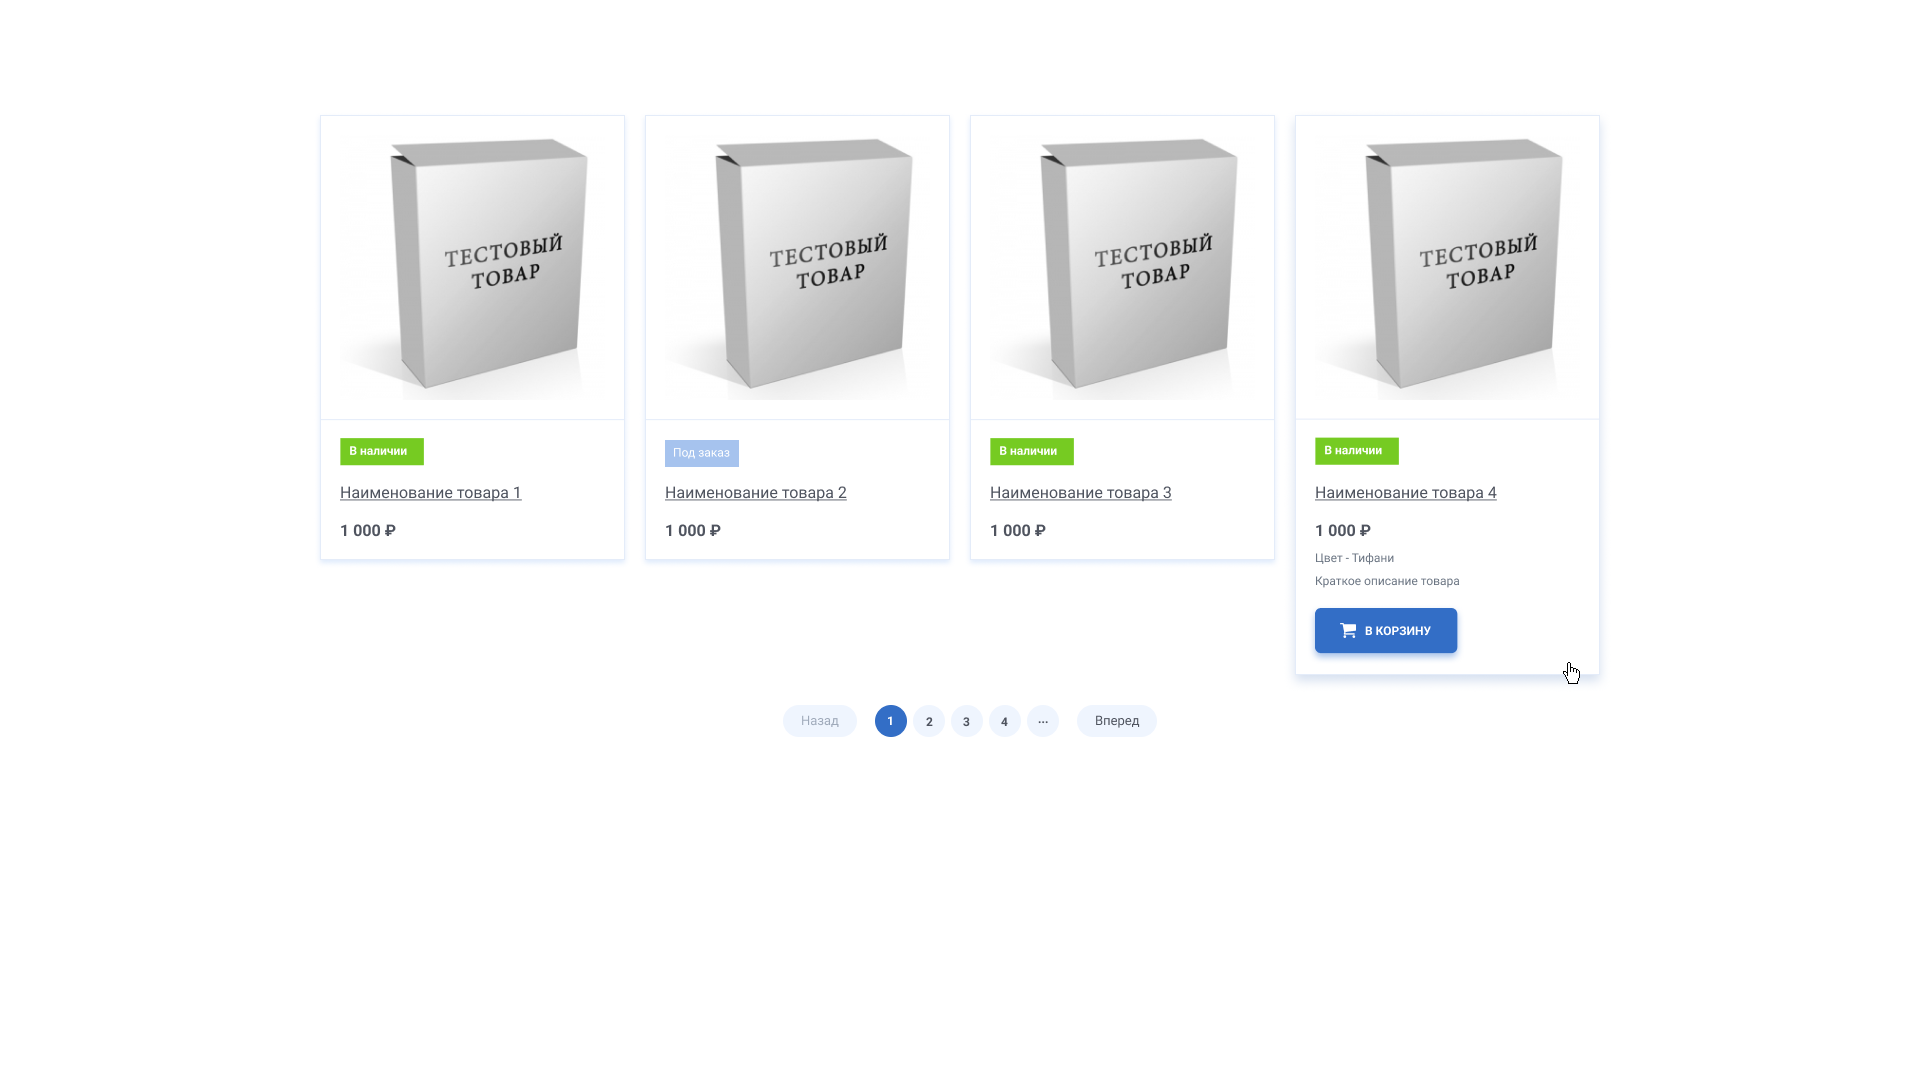 ТЕСТОВЫЙ
ТОВАР
В наличии
Наименование товара 1
1 000 ₽
ТЕСТОВЫЙ
ТОВАР
Под заказ
Наименование товара 2
1 000 ₽
ТЕСТОВЫЙ
ТОВАР
В наличии
Наименование товара 3
1 000 ₽
ТЕСТОВЫЙ
ТОВАР
В наличии
Наименование товара 4
1 000 ₽
Цвет - Тифани
Краткое описание товара
В КОРЗИНУ
Назад 1 2 3 4 ... Вперед